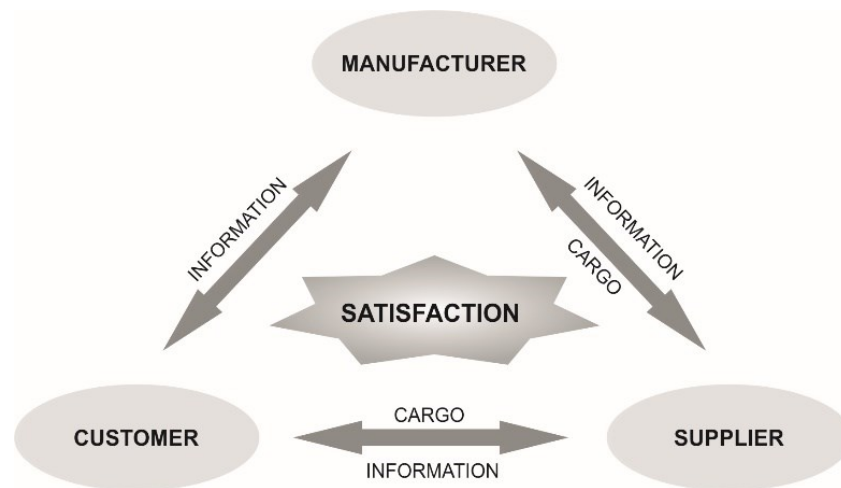 MANUFACTURER
INFORMATION
INFORMATION
CARGO
SATISFACTION
CUSTOMER
CARGO
INFORMATION
SUPPLIER